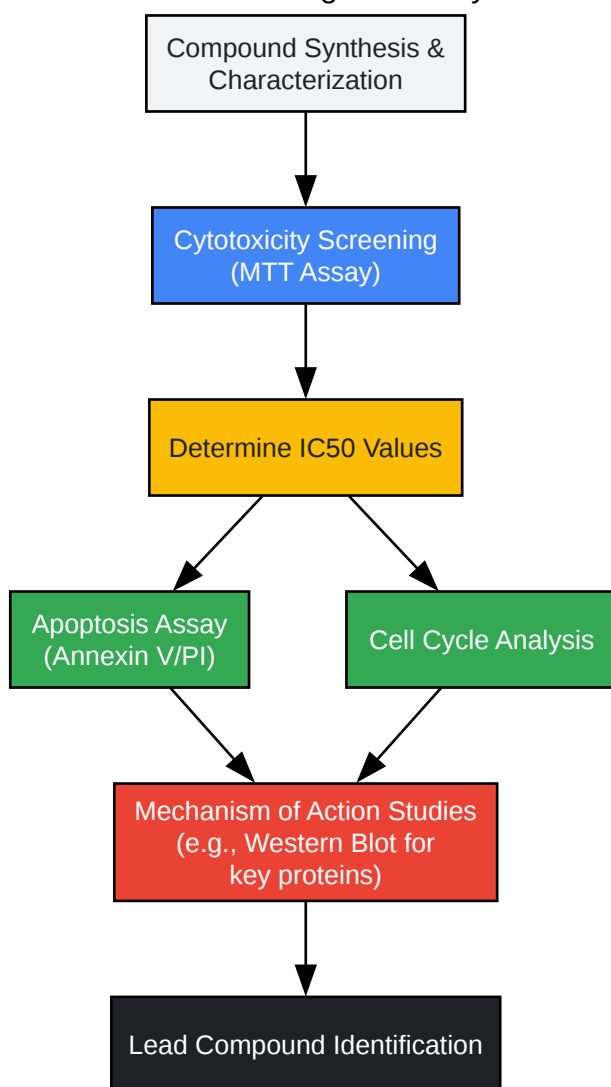 Compound Synthesis &
Characterization
Cytotoxicity Screening
(MTT Assay)
Determine IC50 Values
Apoptosis Assay
(Annexin V/PI)
Cell Cycle Analysis
Mechanism of Action Studies
(e.g., Western Blot for
key proteins)
Lead Compound Identification